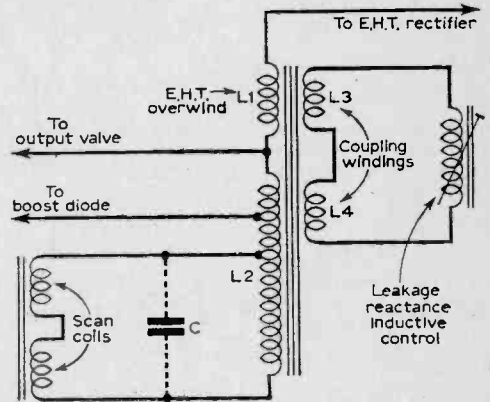 To E.H.T. rectifier
E.H.T.
overwind
L1
L3
To
output valve
Coupling
windings
To
boost diode
L4
L2
Scan
coils
C
Leakage
reactance
inductive
control